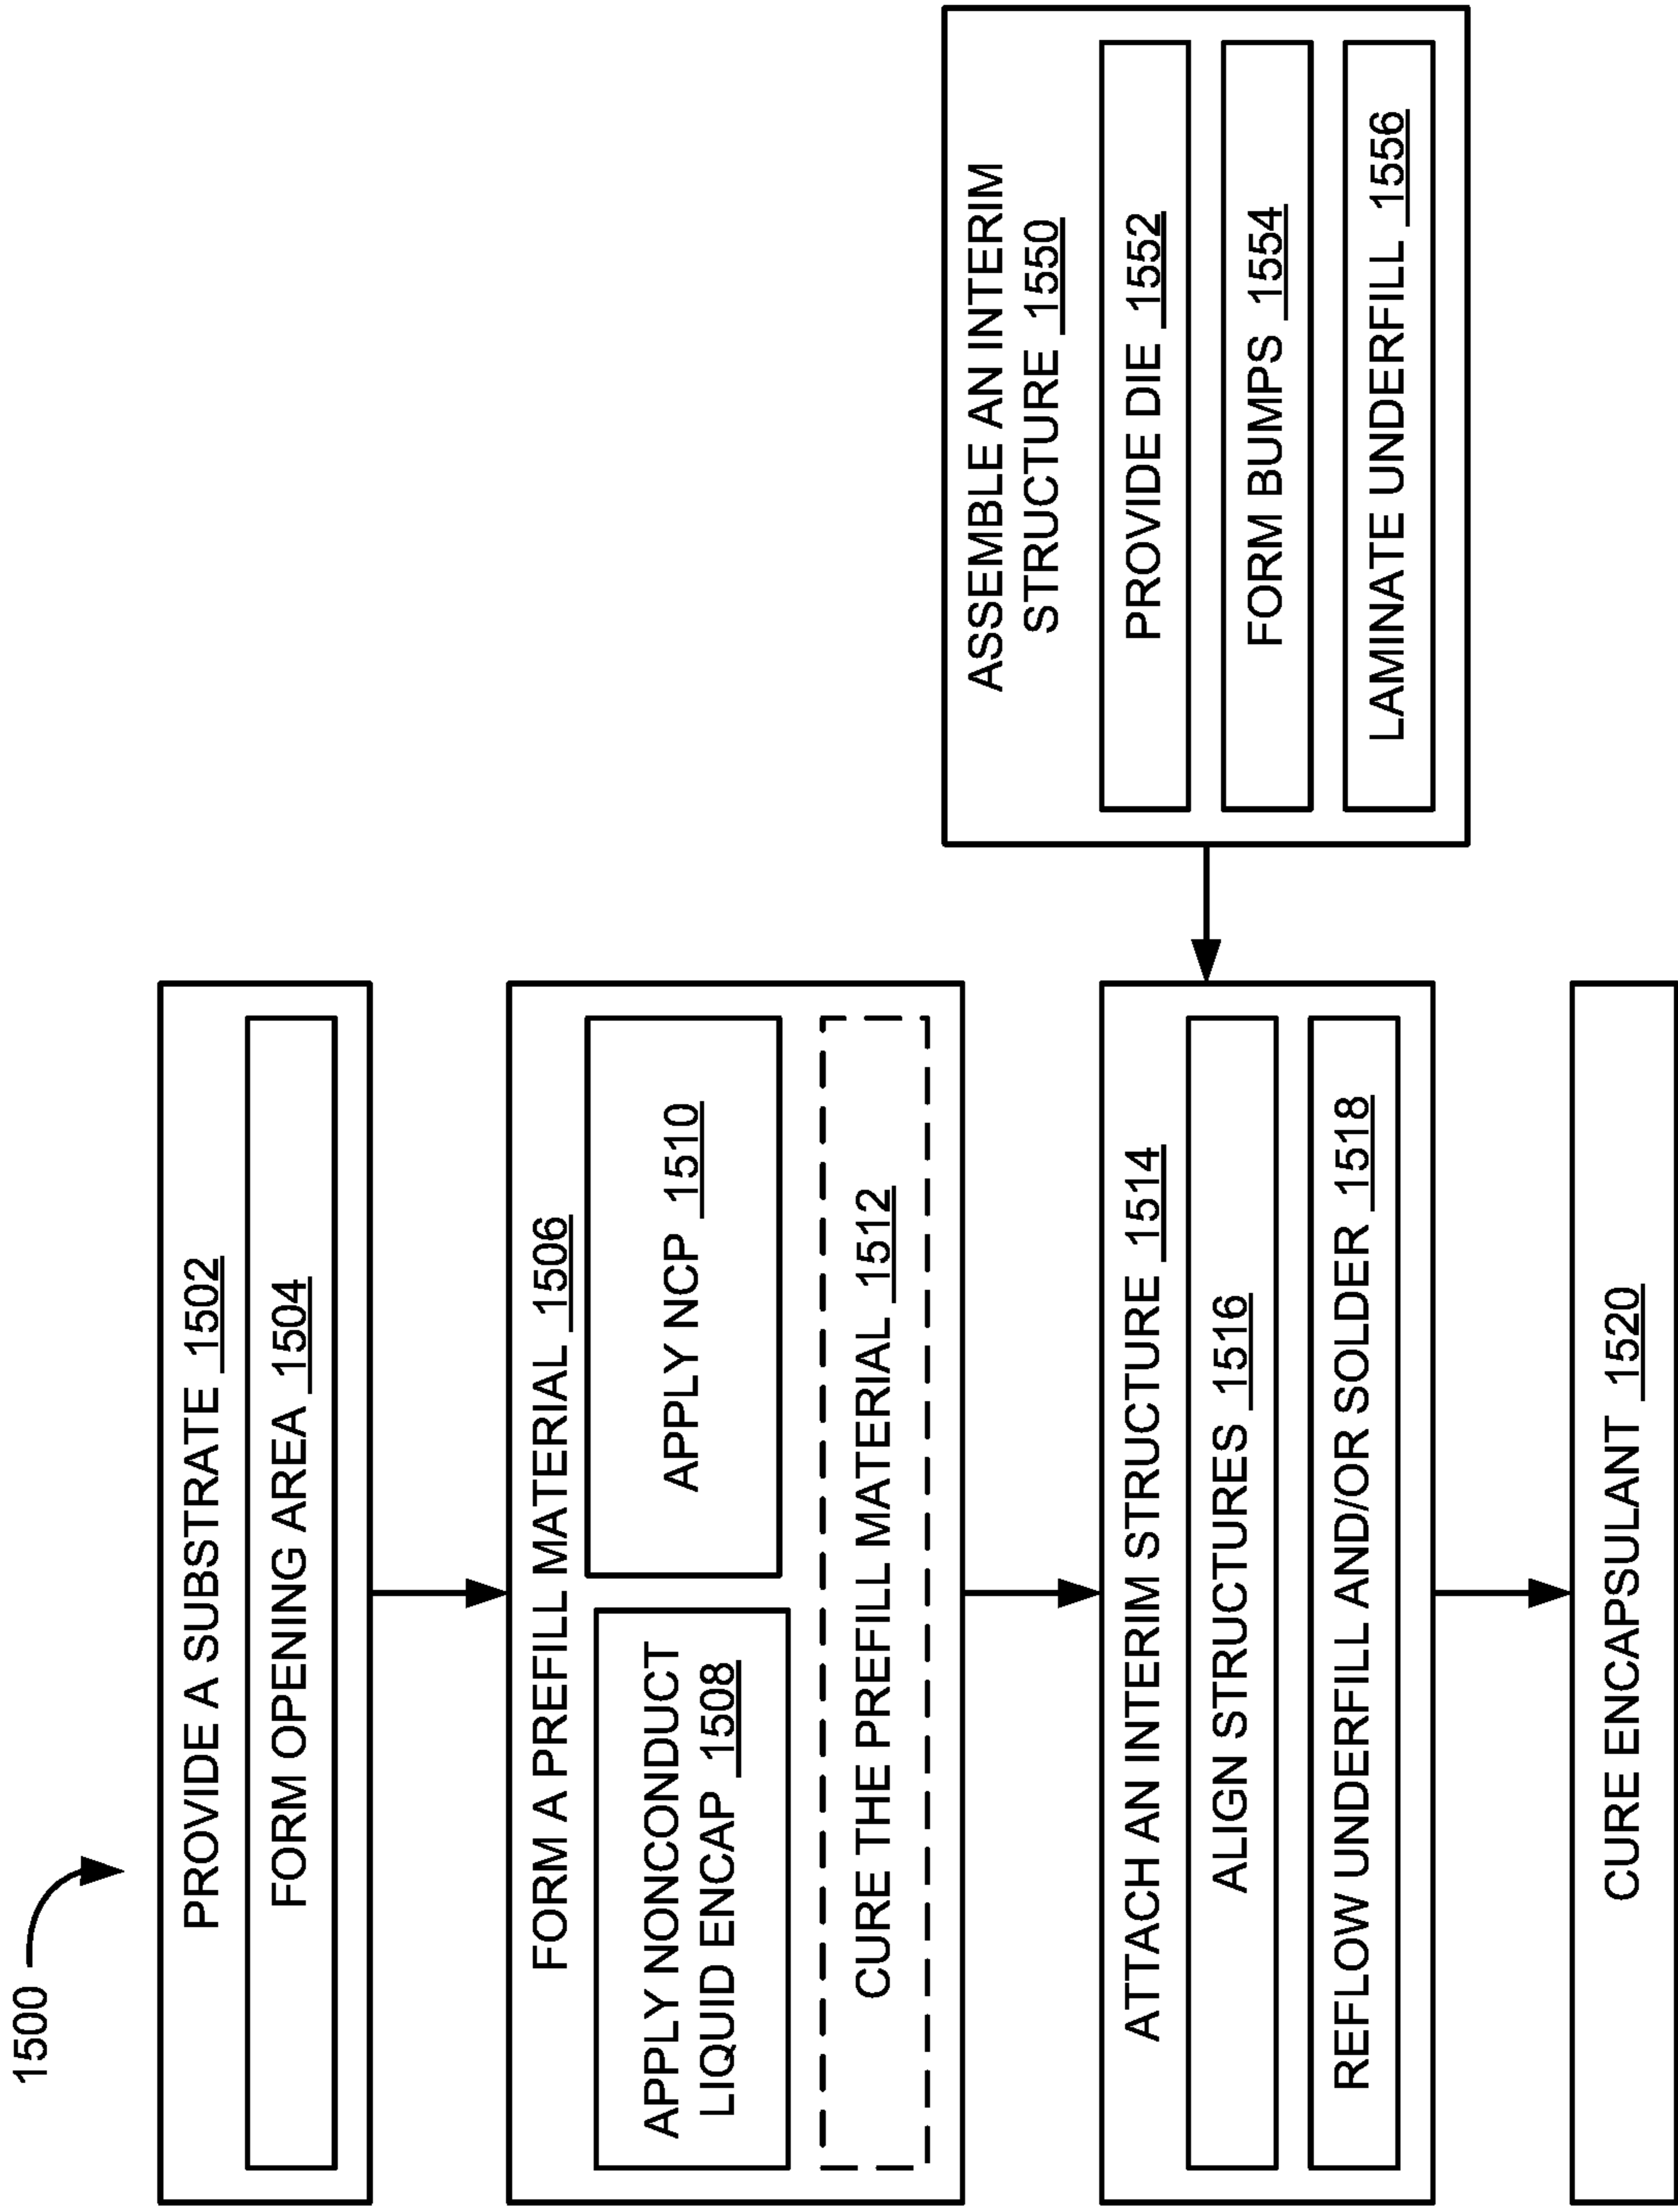 1500
PROVIDE A SUBSTRATE 1502
FORM OPENING AREA 1504
FORM A PREFILL MATERIAL 1506
APPLY NONCONDUCT
LIQUID ENCAP 1508
APPLY NCP 1510
CURE THE PREFILL MATERIAL 1512
ATTACH AN INTERIM STRUCTURE 1514
ALIGN STRUCTURES 1516
REFLOW UNDERFILL AND/OR SOLDER 1518
CURE ENCAPSULANT 1520
ASSEMBLE AN INTERIM
STRUCTURE 1550
PROVIDE DIE 1552
FORM BUMPS 1554
LAMINATE UNDERFILL 1556